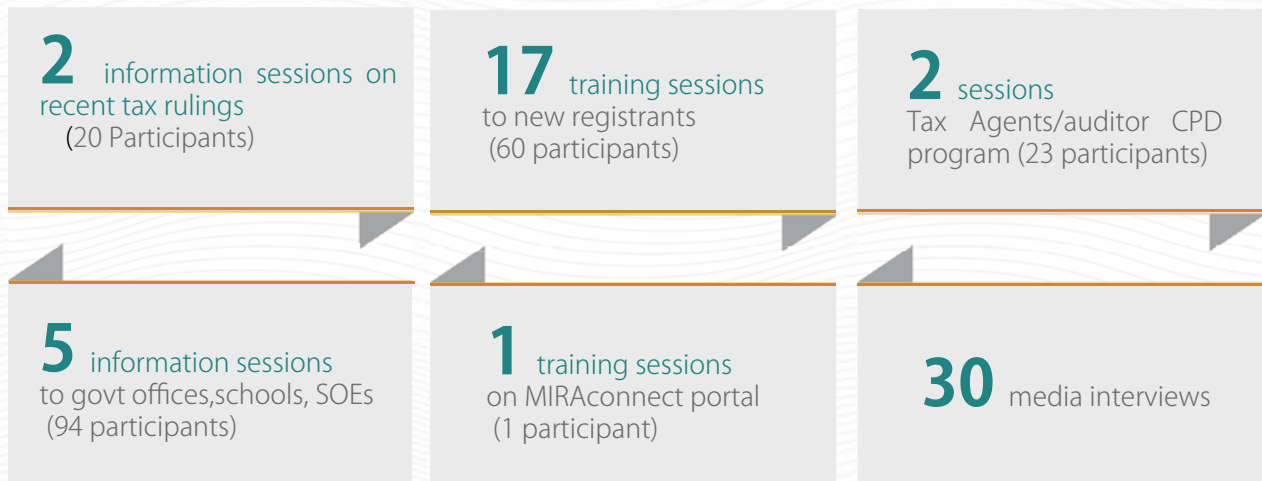 2 information sessions on
recent tax rulings
(20 Participants)
17 training sessions
to new registrants
(60 participants)
2 sessions
Tax Agents/auditor CPD
program (23 participants)
5 information sessions
to govt offices,schools, SOEs
(94 participants)
1 training sessions
on MIRAconnect portal
(1 participant)
30 media interviews